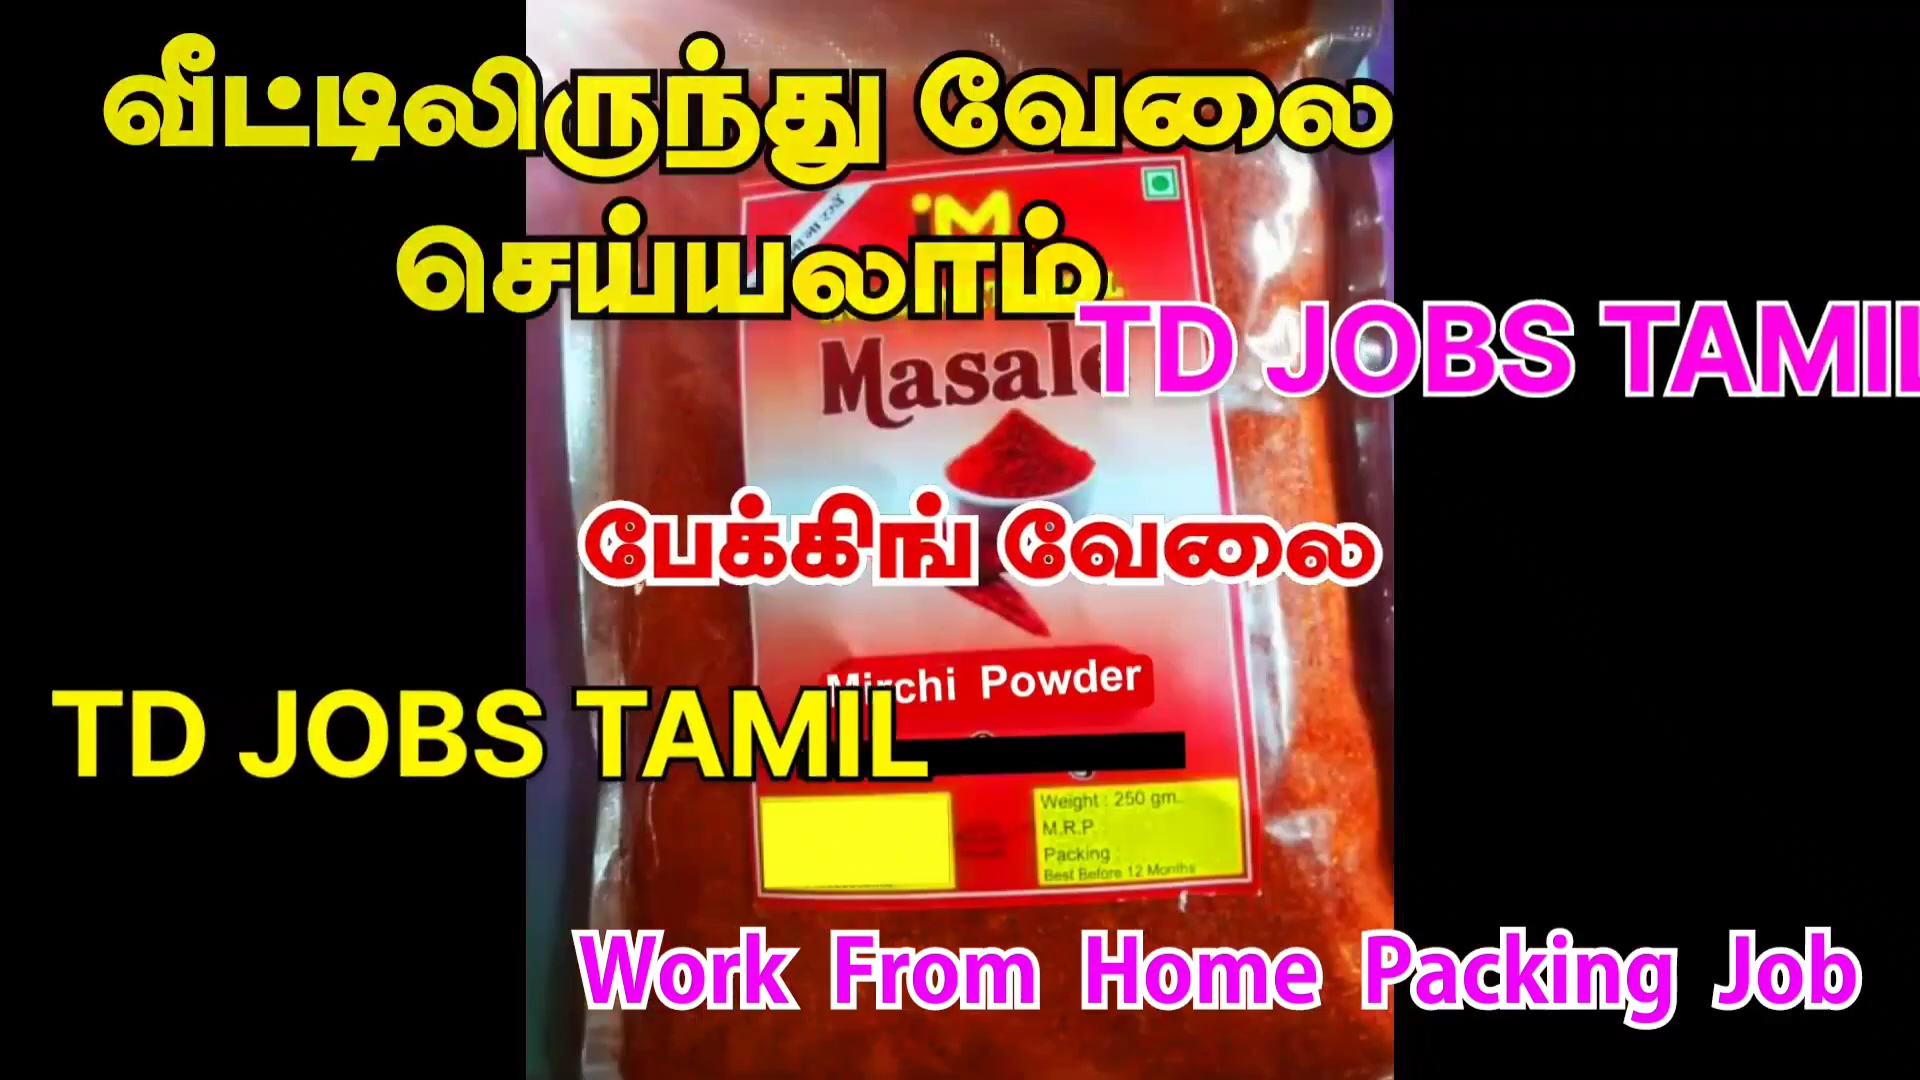 வீட்டிலிருந்து வேலை
செய்யலாம்
iM
TD JOBS TAMIL
பேக்கிங் வேலை
Mirchi Powder
TD JOBS TAMIL
Weight : 250 gm.
M.R.P
Packing
Best Before 12 Months
Work From Home Packing Job